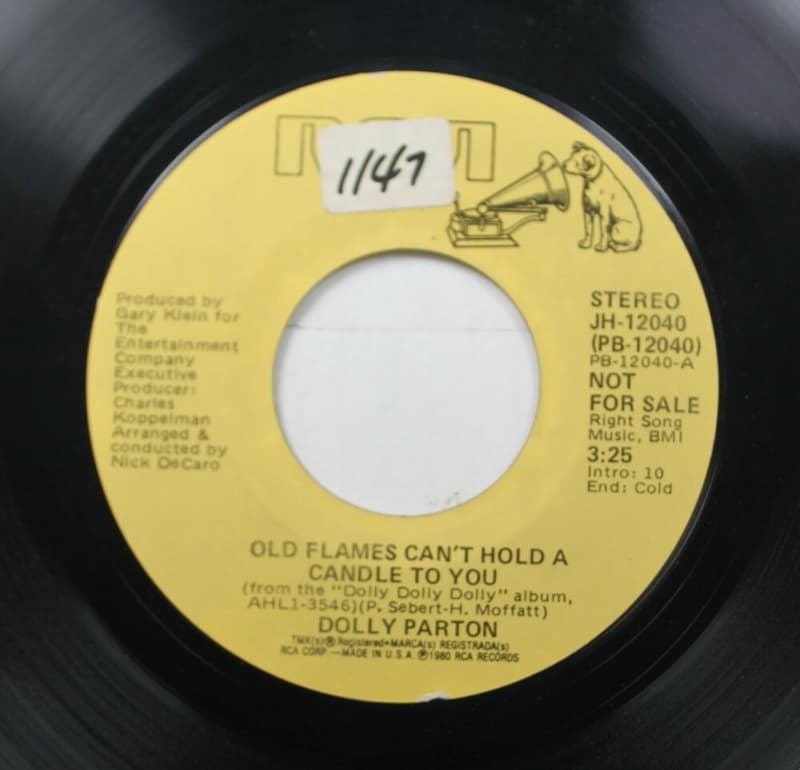 RCA
1147
Produced by
Gary Klein for
The
Entertainment
Company
Executive
Producer:
Charles
Koppelman
Arranged &
conducted by
Nick DeCaro
STEREO
JH-12040
(PB-12040)
PB-12040-A
NOT
FOR SALE
Right Song
Music, BMI
3:25
Intro: 10
End: Cold
OLD FLAMES CAN'T HOLD A
CANDLE TO YOU
(from the "Dolly Dolly Dolly" album,
AHL1-3546)(P. Sebert-H. Moffatt)
DOLLY PARTON
TMK(s) ® Registered • MARCA(s) REGISTRADA(s)
RCA CORP. — MADE IN U.S.A. ℗ 1980 RCA RECORDS